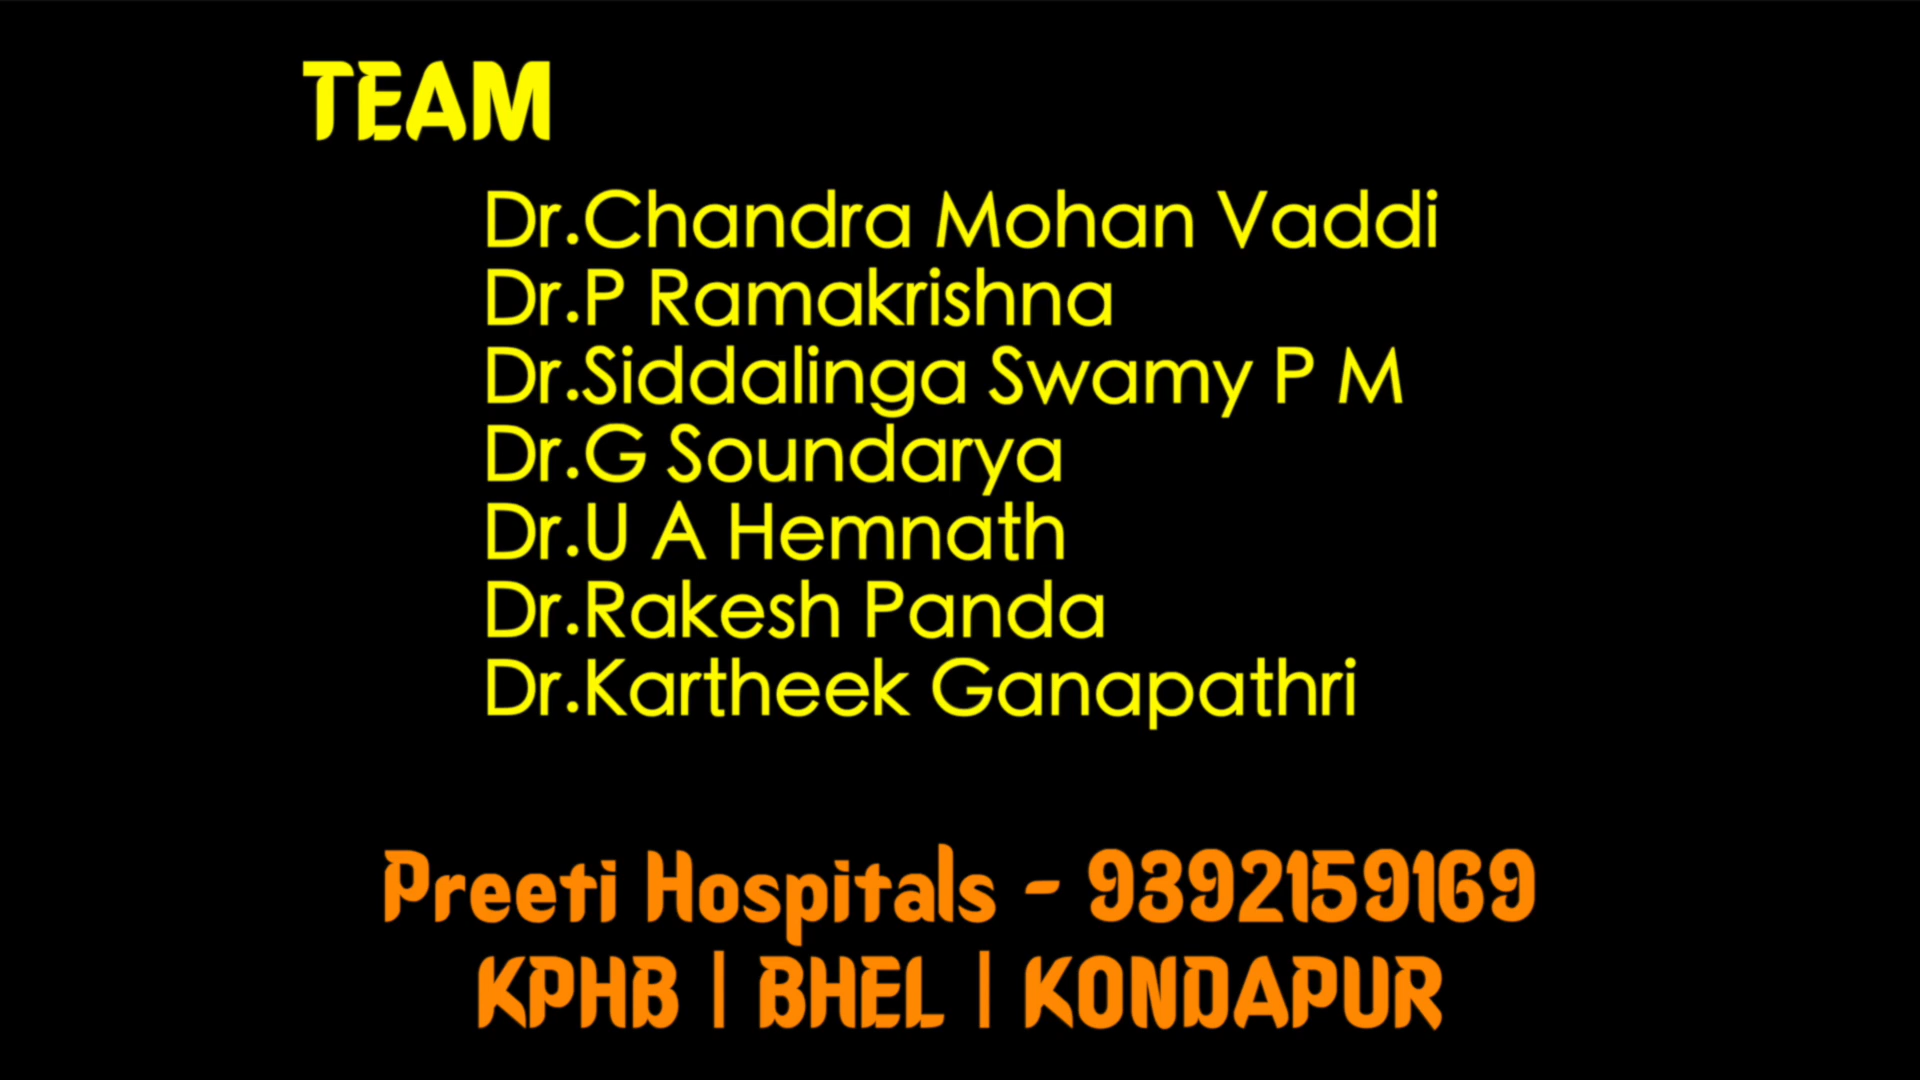 TEAM
Dr.Chandra Mohan Vaddi
Dr.P Ramakrishna
Dr.Siddalinga Swamy P M
Dr.G Soundarya
Dr.U A Hemnath
Dr.Rakesh Panda
Dr.Kartheek Ganapathri
Preeti Hospitals - 9392159169
KPHB | BHEL | KONDAPUR